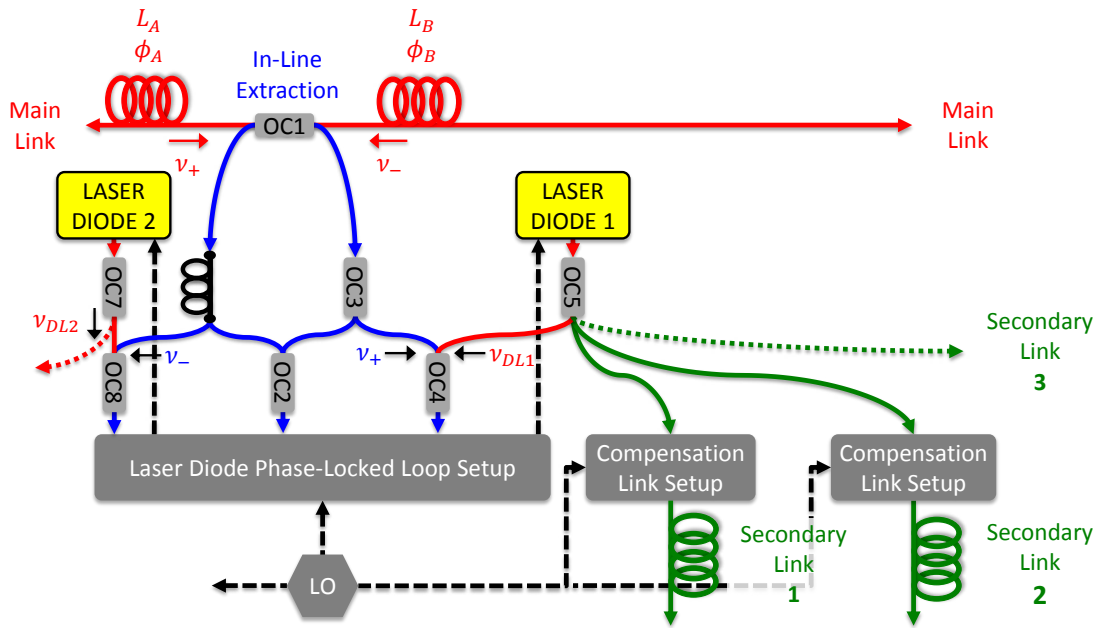 L_A
ϕ_A
L_B
ϕ_B
In-Line
Extraction
Main
Link
OC1
Main
Link
ν_+
ν_−
LASER
DIODE 2
LASER
DIODE 1
OC7
OC3
OC5
ν_DL2
ν_−
ν_+
ν_DL1
Secondary
Link
3
OC8
OC2
OC4
Laser Diode Phase-Locked Loop Setup
Compensation
Link Setup
Compensation
Link Setup
LO
Secondary
Link
1
Secondary
Link
2